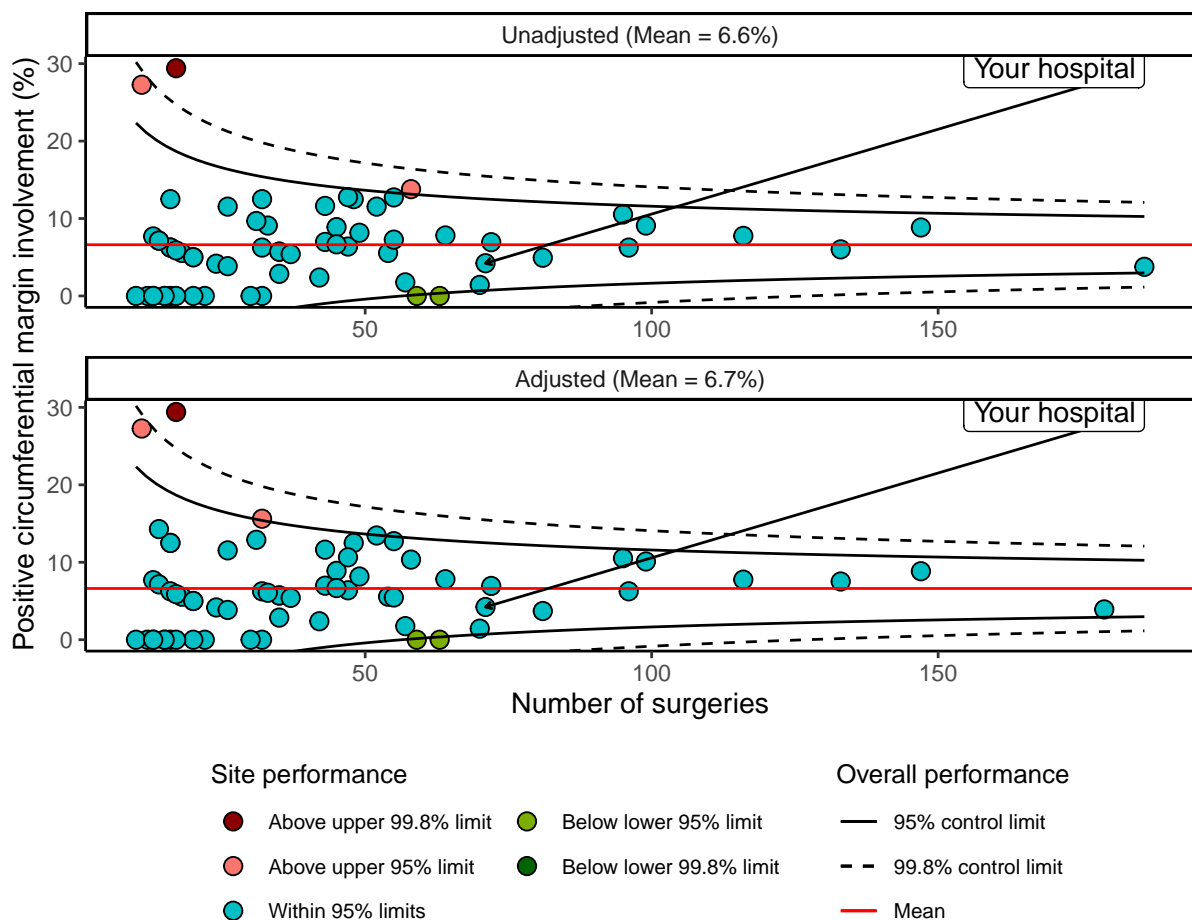 Unadjusted (Mean = 6.6%)
Your hospital
30
20
10
0
50
100
150
Positive circumferential margin involvement (%)
Adjusted (Mean = 6.7%)
Your hospital
30
20
10
0
50
100
150
Number of surgeries
Site performance
Above upper 99.8% limit
Above upper 95% limit
Within 95% limits
Below lower 95% limit
Below lower 99.8% limit
Overall performance
95% control limit
99.8% control limit
Mean